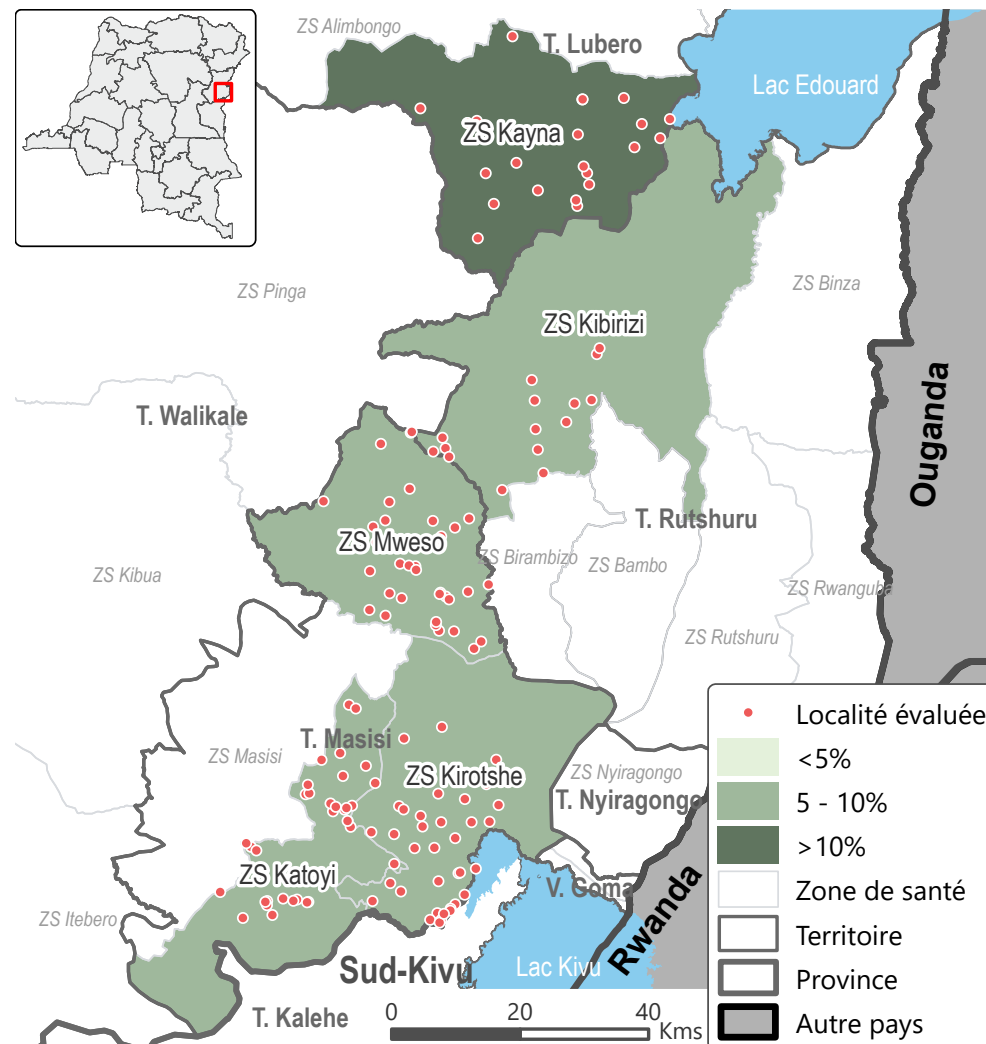 ZS Alimbongo
T. Lubero
Lac Edouard
ZS Kayna
ZS Pinga
ZS Binza
ZS Kibirizi
Ouganda
T. Walikale
T. Rutshuru
ZS Mweso
ZS Birambizo
ZS Bambo
ZS Kibua
ZS Rwanguba
ZS Rutshuru
T. Masisi
ZS Masisi
ZS Kirotshe
ZS Nyiragongo
T. Nyiragongo
ZS Katoyi
V. Goma
ZS Itebero
Rwanda
Sud-Kivu
Lac Kivu
T. Kalehe
0 20 40
Kms
Localité évaluée
<5%
5 - 10%
>10%
Zone de santé
Territoire
Province
Autre pays